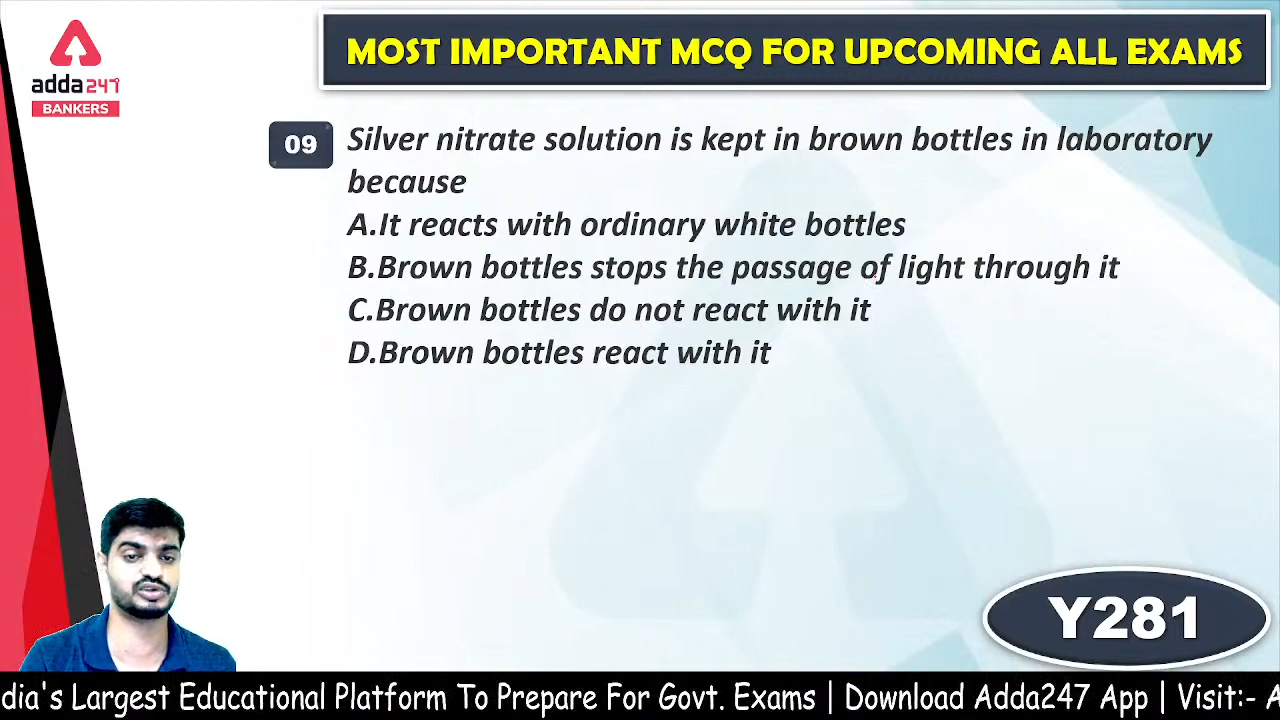 adda247
BANKERS
MOST IMPORTANT MCQ FOR UPCOMING ALL EXAMS
09
Silver nitrate solution is kept in brown bottles in laboratory
because
A.It reacts with ordinary white bottles
B.Brown bottles stops the passage of light through it
C.Brown bottles do not react with it
D.Brown bottles react with it
Y281
dia's Largest Educational Platform To Prepare For Govt. Exams | Download Adda247 App | Visit:- A